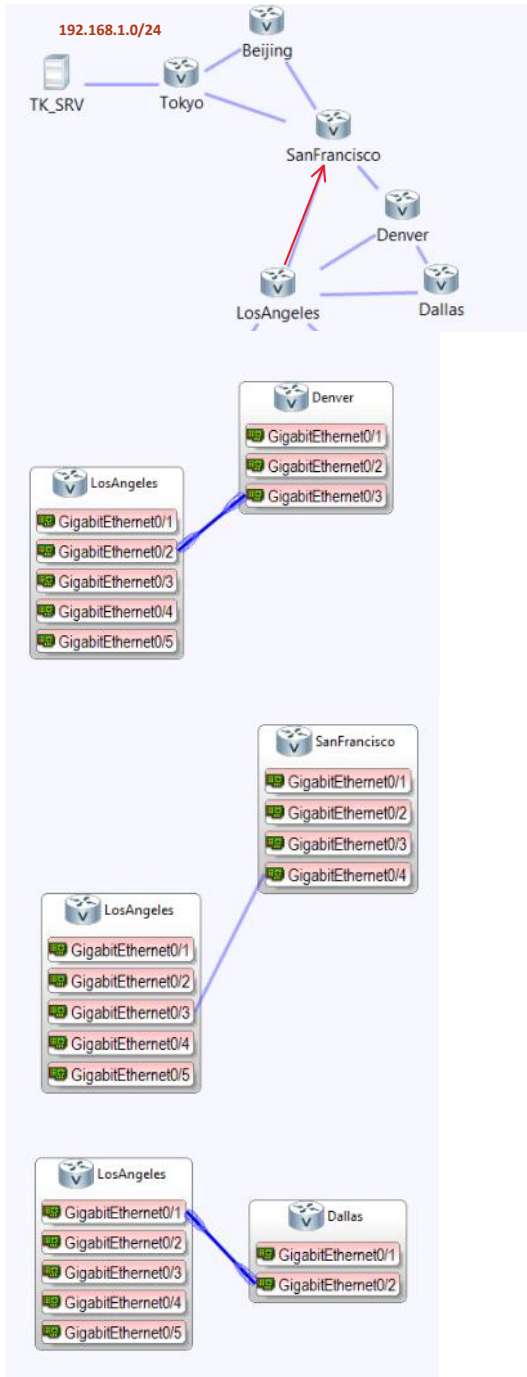 192.168.1.0/24
Beijing
TK_SRV
Tokyo
SanFrancisco
Denver
LosAngeles
Dallas
Denver
GigabitEthernet0/1
GigabitEthernet0/2
GigabitEthernet0/3
LosAngeles
GigabitEthernet0/1
GigabitEthernet0/2
GigabitEthernet0/3
GigabitEthernet0/4
GigabitEthernet0/5
SanFrancisco
GigabitEthernet0/1
GigabitEthernet0/2
GigabitEthernet0/3
GigabitEthernet0/4
LosAngeles
GigabitEthernet0/1
GigabitEthernet0/2
GigabitEthernet0/3
GigabitEthernet0/4
GigabitEthernet0/5
LosAngeles
GigabitEthernet0/1
GigabitEthernet0/2
GigabitEthernet0/3
GigabitEthernet0/4
GigabitEthernet0/5
Dallas
GigabitEthernet0/1
GigabitEthernet0/2